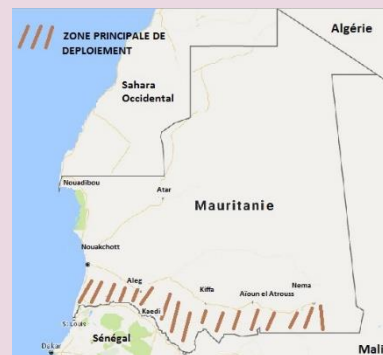 ZONE PRINCIPALE DE
DEPLOIEMENT
Algérie
Sahara
Occidental
Nouadibou
Atar
Mauritanie
Nouakchott
Aleg
Kiffa
Nema
Aïoun el Atrouss
Kaedi
St. Louis
Sénégal
Dakar
Mali